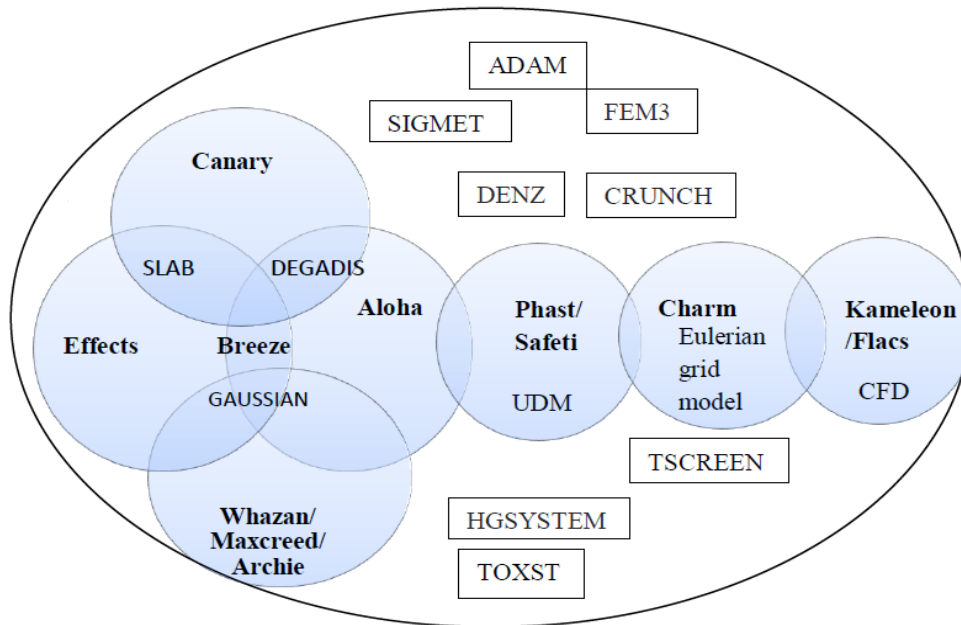 ADAM
FEM3
SIGMET
Canary
DENZ
CRUNCH
SLAB
DEGADIS
Aloha
Effects
Breeze
GAUSSIAN
Phast/
Safeti
UDM
Charm
Eulerian
grid
model
Kameleon
/Flacs
CFD
TSCREEN
Whazan/
Maxcreed/
Archie
HGSYSTEM
TOXST